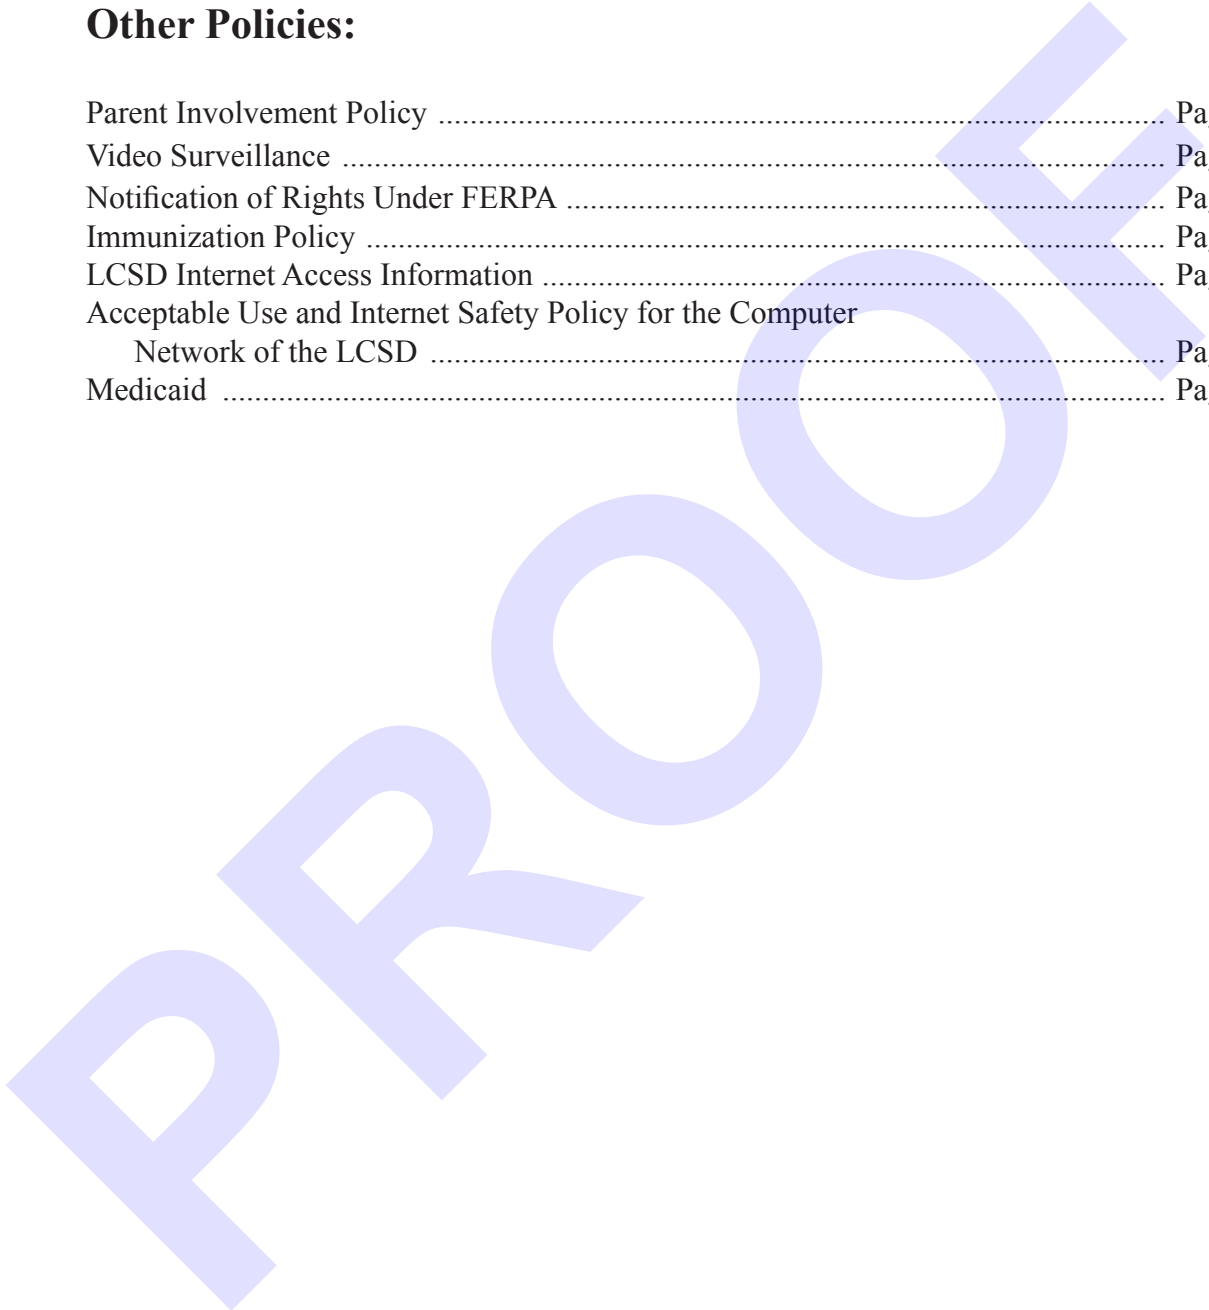 Other Policies:
Parent Involvement Policy ........................................................................................... Pa
Video Surveillance ....................................................................................................... Pa
Notification of Rights Under FERPA ........................................................................... Pa
Immunization Policy .................................................................................................... Pa
LCSD Internet Access Information .............................................................................. Pa
Acceptable Use and Internet Safety Policy for the Computer
Network of the LCSD ............................................................................................ Pa
Medicaid ...................................................................................................................... Pa
PROOF